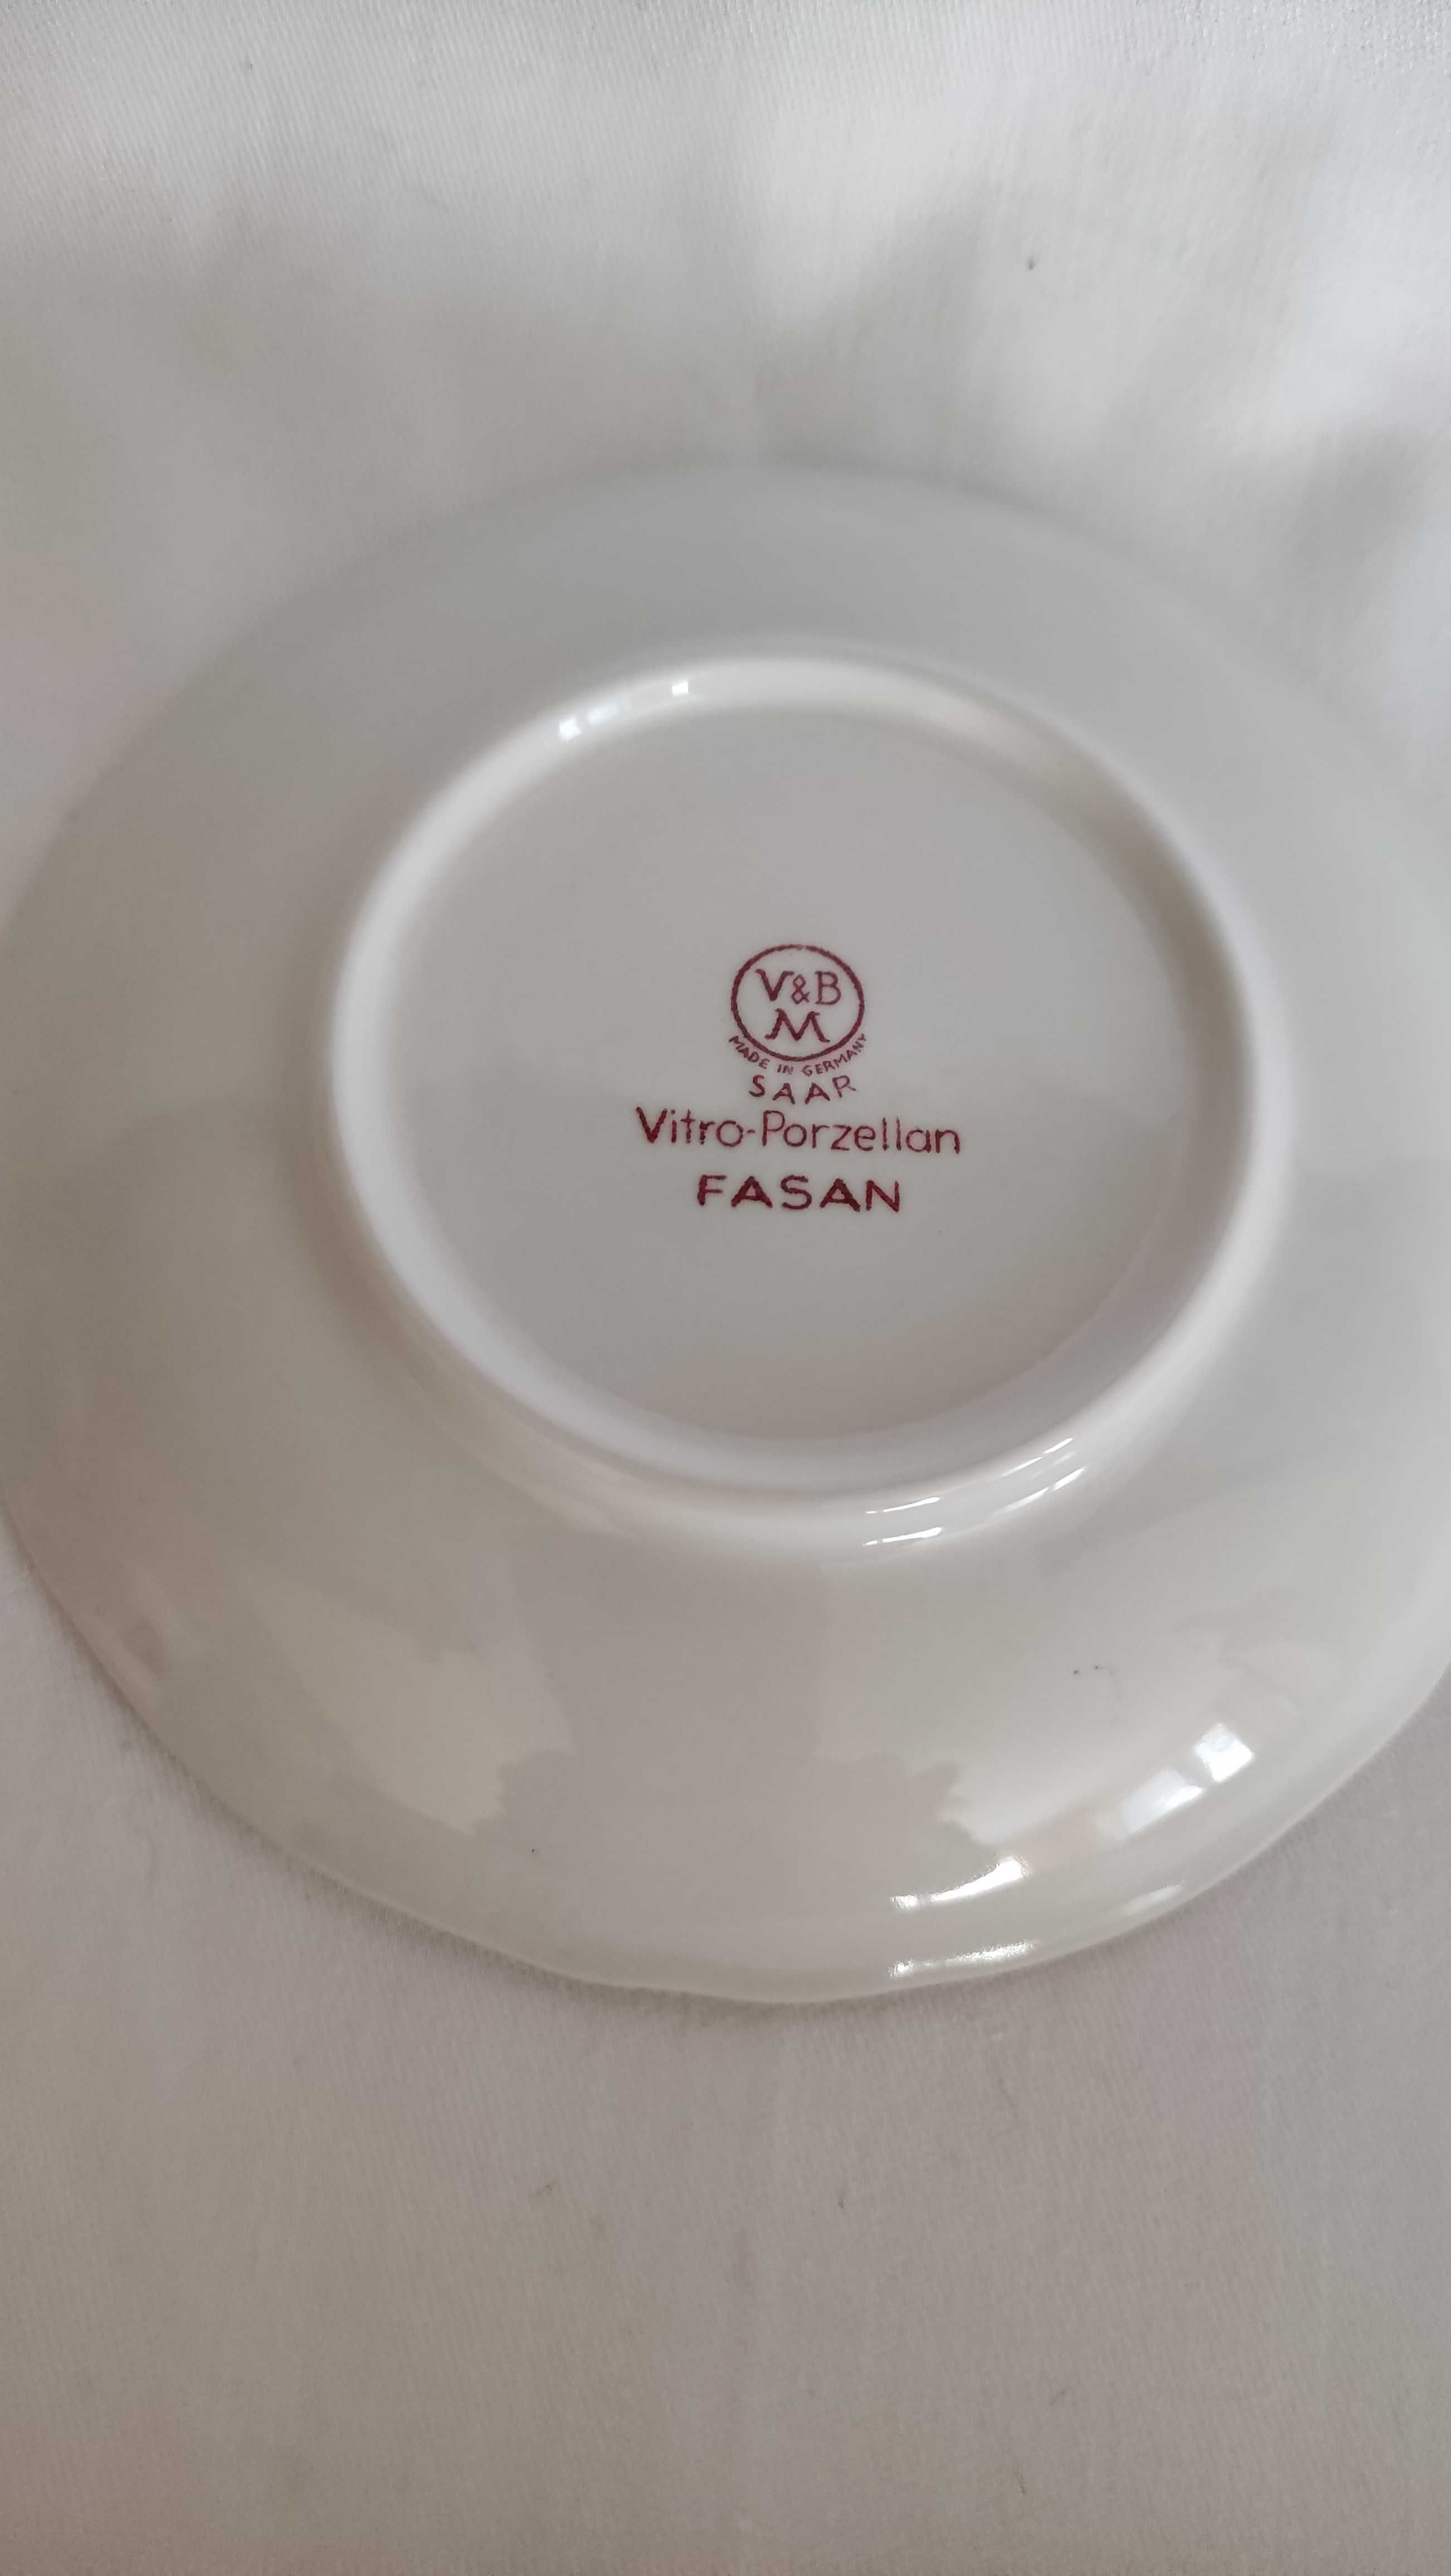 V&B
M
MADE IN GERMANY
SAAR
Vitro-Porzellan
FASAN